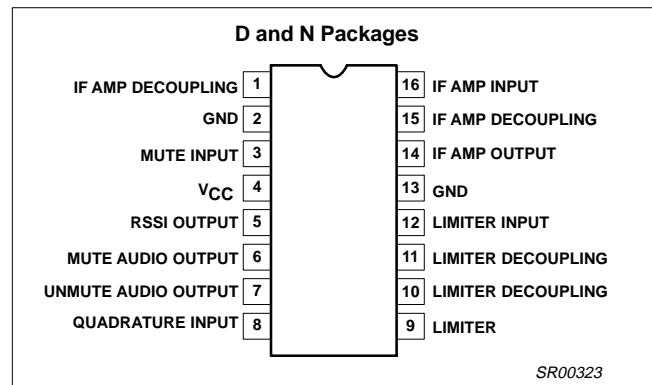 D and N Packages
IF AMP DECOUPLING 1
16 IF AMP INPUT
GND 2
15 IF AMP DECOUPLING
MUTE INPUT 3
14 IF AMP OUTPUT
VCC 4
13 GND
RSSI OUTPUT 5
12 LIMITER INPUT
MUTE AUDIO OUTPUT 6
11 LIMITER DECOUPLING
UNMUTE AUDIO OUTPUT 7
10 LIMITER DECOUPLING
QUADRATURE INPUT 8
9 LIMITER
SR00323